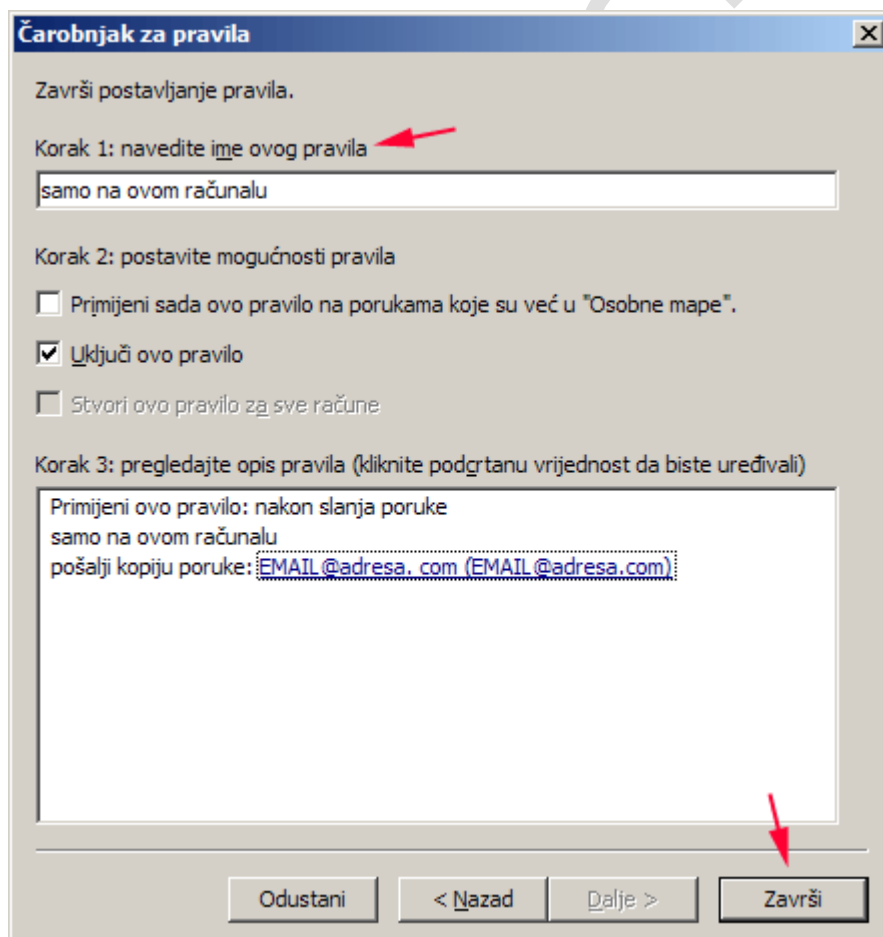 Čarobnjak za pravila
Završi postavljanje pravila.
Korak 1: navedite ime ovog pravila
samo na ovom računalu
Korak 2: postavite mogućnosti pravila
Primijeni sada ovo pravilo na porukama koje su već u "Osobne mape".
Uključi ovo pravilo
Stvori ovo pravilo za sve račune
Korak 3: pregledajte opis pravila (kliknite podcrtanu vrijednost da biste uređivali)
Primijeni ovo pravilo: nakon slanja poruke
samo na ovom računalu
pošalji kopiju poruke: EMAIL@adresa. com (EMAIL@adresa.com)
Odustani < Nazad Dalje > Završi